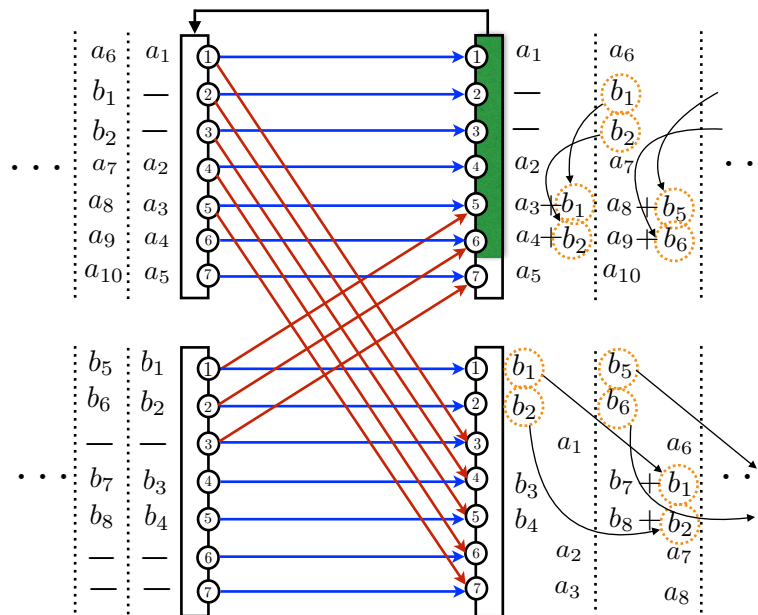 a6 a1 1 1 a1 a6
b1 — 2 2 — b1
b2 — 3 3 — b2
· · · a7 a2 4 4 a2 a7 · ·
a8 a3 5 5 a3 + b1 a8 + b5
a9 a4 6 6 a4 + b2 a9 + b6
a10 a5 7 7 a5 a10
b5 b1 1 1 b1 b5
b6 b2 2 2 b2 b6
— — 3 3 a1 a6
· · · b7 b3 4 4 b3 b7 + b1 · ·
b8 b4 5 5 b4 b8 + b2
— — 6 6 a2 a7
— — 7 7 a3 a8